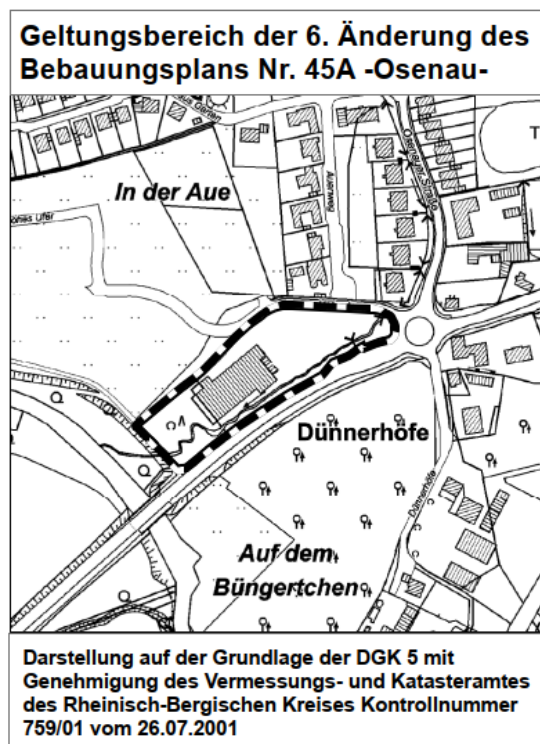 Geltungsbereich der 6. Änderung des
Bebauungsplans Nr. 45A -Osenau-
In der Aue
Auerweg
Dünnerhöfe
Dünnerhöfe
Auf dem
Büngertchen
Darstellung auf der Grundlage der DGK 5 mit
Genehmigung des Vermessungs- und Katasteramtes
des Rheinisch-Bergischen Kreises Kontrollnummer
759/01 vom 26.07.2001